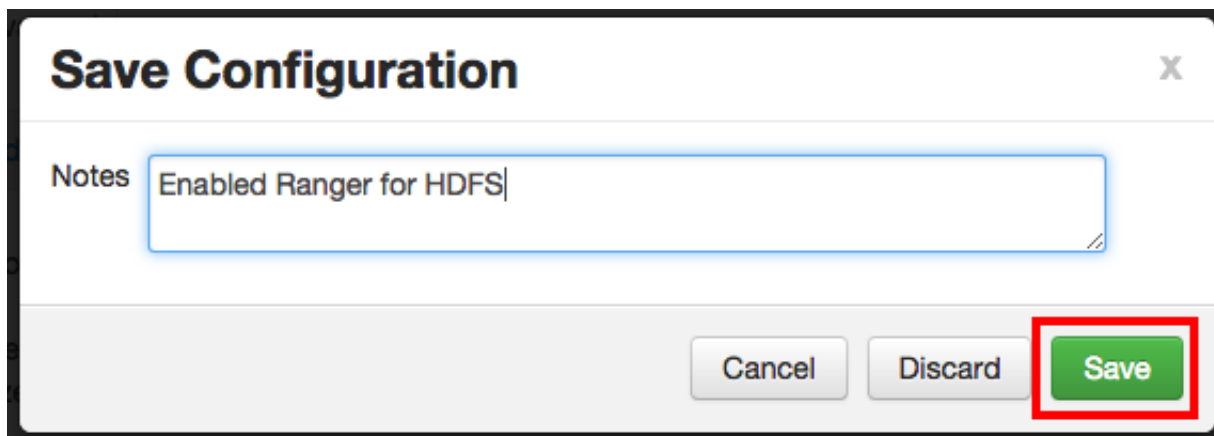 Save Configuration
x
Notes
Enabled Ranger for HDFS
Cancel
Discard
Save